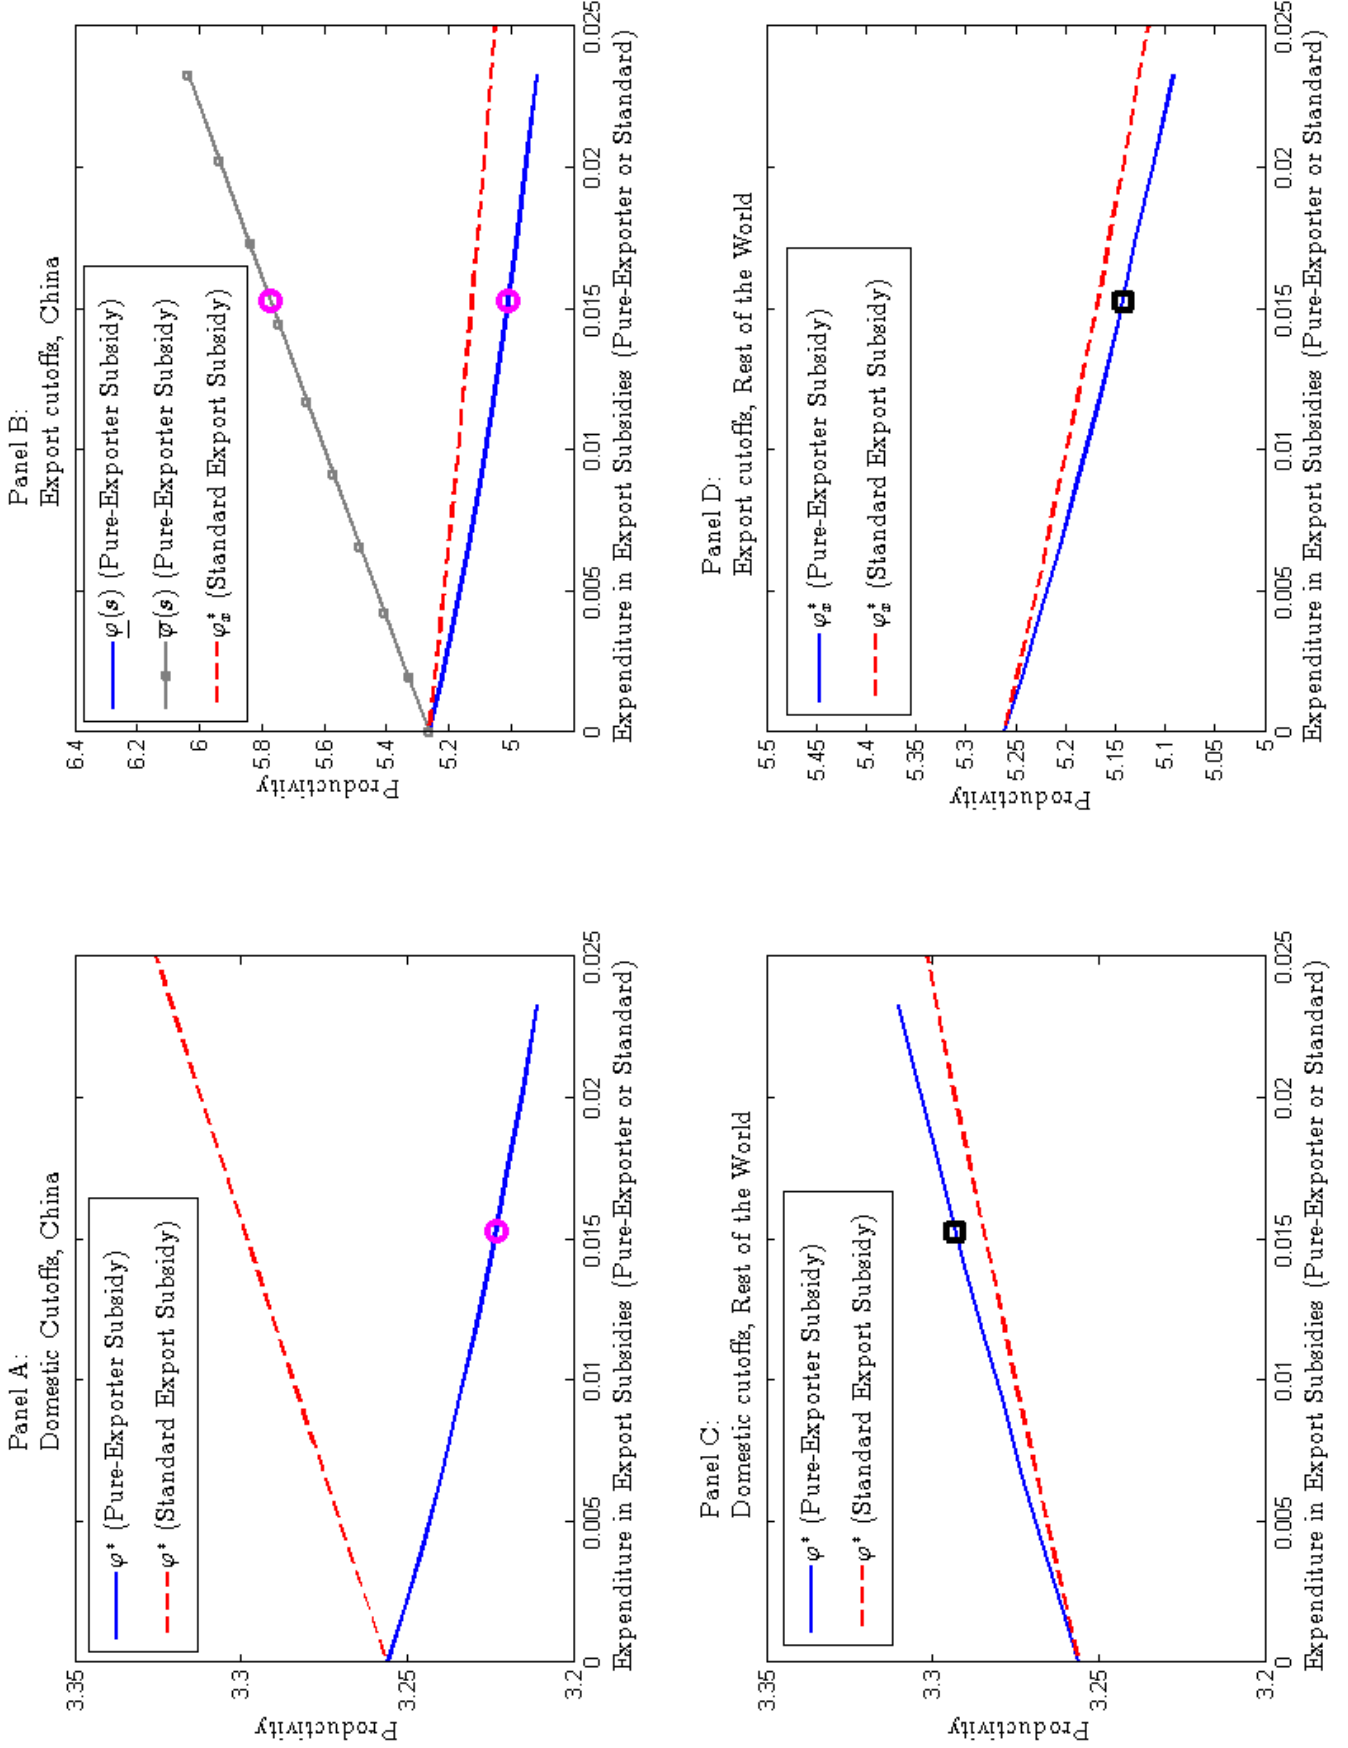 Panel A:
Domestic Cutoffs, China
3.35
3.3
3.25
3.2
Productivity
φ* (Pure-Exporter Subsidy)
φ* (Standard Export Subsidy)
0
0.005
0.01
0.015
0.02
0.025
Expenditure in Export Subsidies (Pure-Exporter or Standard)
Panel B:
Export cutoffs, China
6.4
6.2
6
5.8
5.6
5.4
5.2
5
Productivity
φ(s) (Pure-Exporter Subsidy)
φ̅(s) (Pure-Exporter Subsidy)
φ*ₓ (Standard Export Subsidy)
0
0.005
0.01
0.015
0.02
0.025
Expenditure in Export Subsidies (Pure-Exporter or Standard)
Panel C:
Domestic cutoffs, Rest of the World
3.35
3.3
3.25
3.2
Productivity
φ* (Pure-Exporter Subsidy)
φ* (Standard Export Subsidy)
0
0.005
0.01
0.015
0.02
0.025
Expenditure in Export Subsidies (Pure-Exporter or Standard)
Panel D:
Export cutoffs, Rest of the World
5.5
5.45
5.4
5.35
5.3
5.25
5.2
5.15
5.1
5.05
5
Productivity
φ*ₓ (Pure-Exporter Subsidy)
φ*ₓ (Standard Export Subsidy)
0
0.005
0.01
0.015
0.02
0.025
Expenditure in Export Subsidies (Pure-Exporter or Standard)